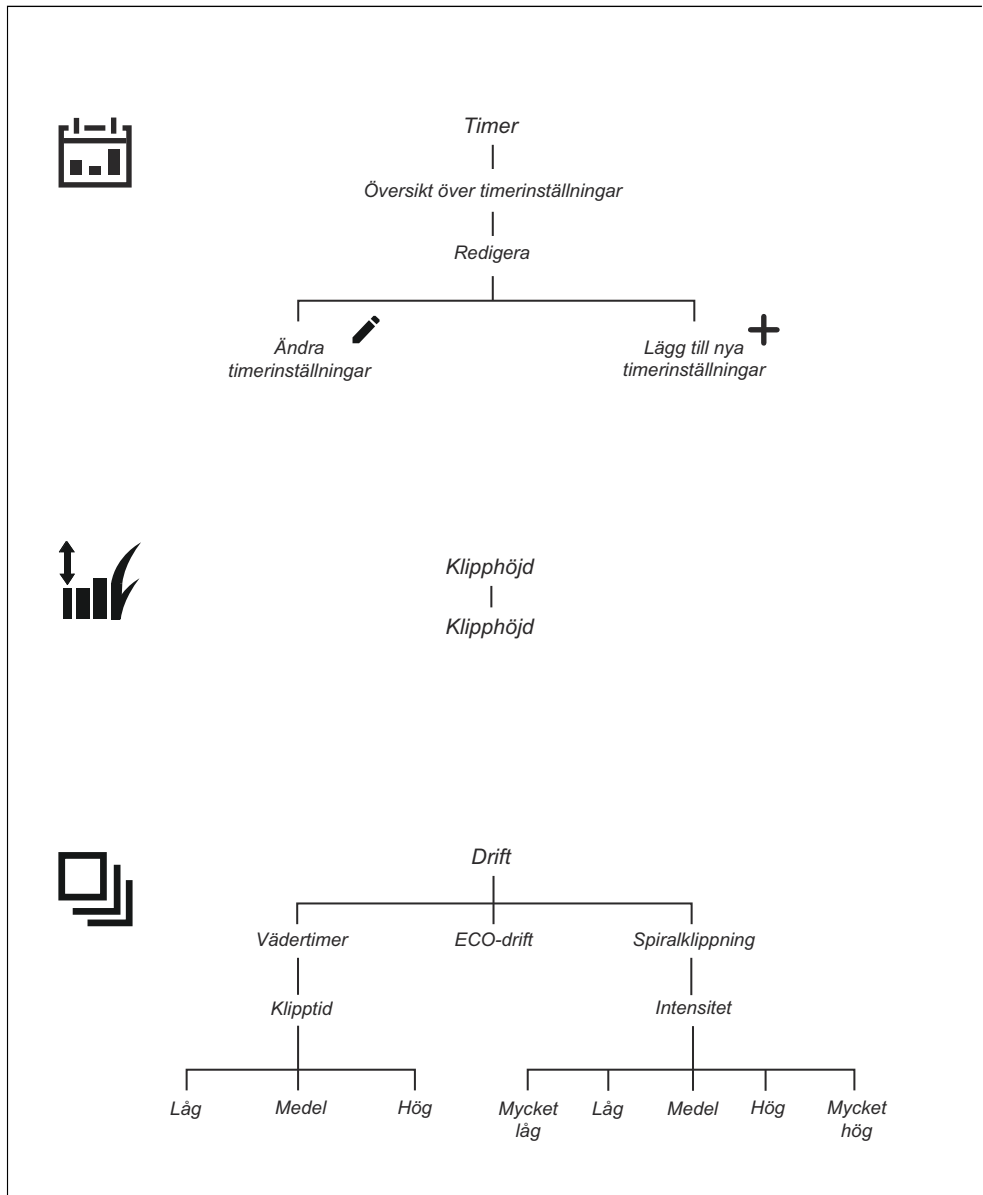 Timer
Översikt över timerinställningar
Redigera
Ändra
timerinställningar
Lägg till nya
timerinställningar
Klipphöjd
Klipphöjd
Drift
Vädertimer
ECO-drift
Spiralklippning
Klipptid
Intensitet
Låg
Medel
Hög
Mycket
låg
Låg
Medel
Hög
Mycket
hög